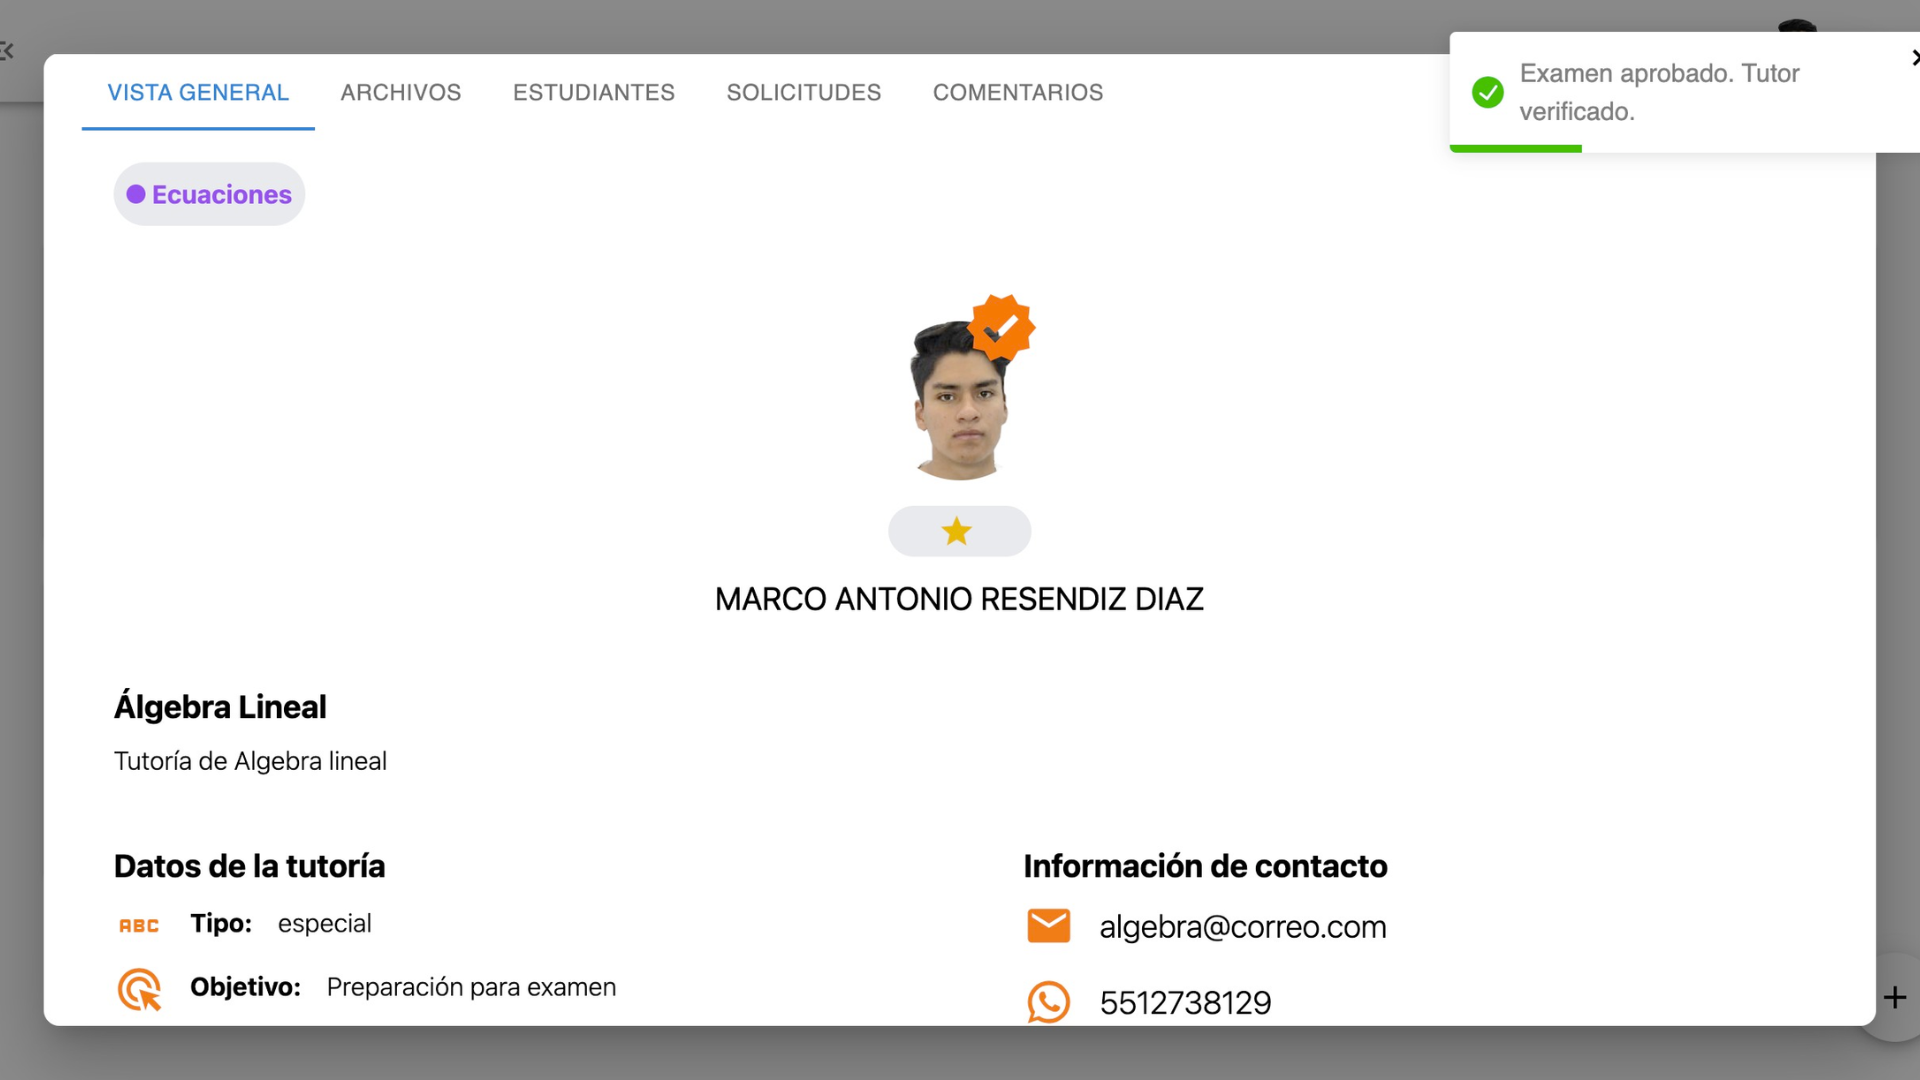 VISTA GENERAL ARCHIVOS ESTUDIANTES SOLICITUDES COMENTARIOS
Examen aprobado. Tutor
verificado.
Ecuaciones
MARCO ANTONIO RESENDIZ DIAZ
Álgebra Lineal
Tutoría de Algebra lineal
Datos de la tutoría
ABC Tipo: especial
Objetivo: Preparación para examen
Información de contacto
algebra@correo.com
5512738129